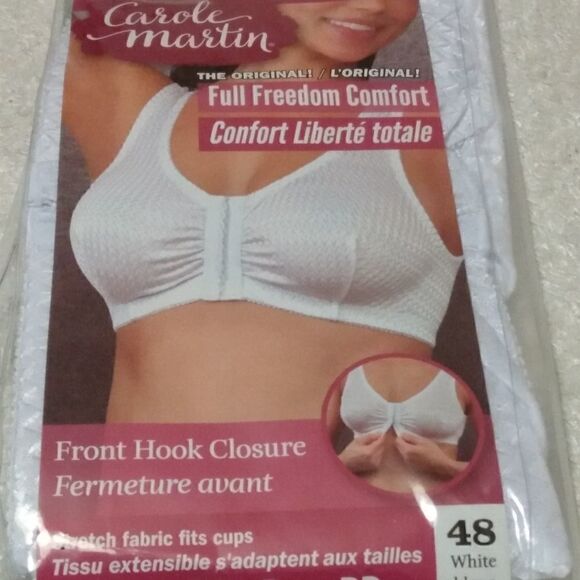 Carole
Martin®
THE ORIGINAL! / L'ORIGINAL!
Full Freedom Comfort
Confort Liberté totale
Front Hook Closure
Fermeture avant
Stretch fabric fits cups
Tissu extensible s'adaptent aux tailles
48
White